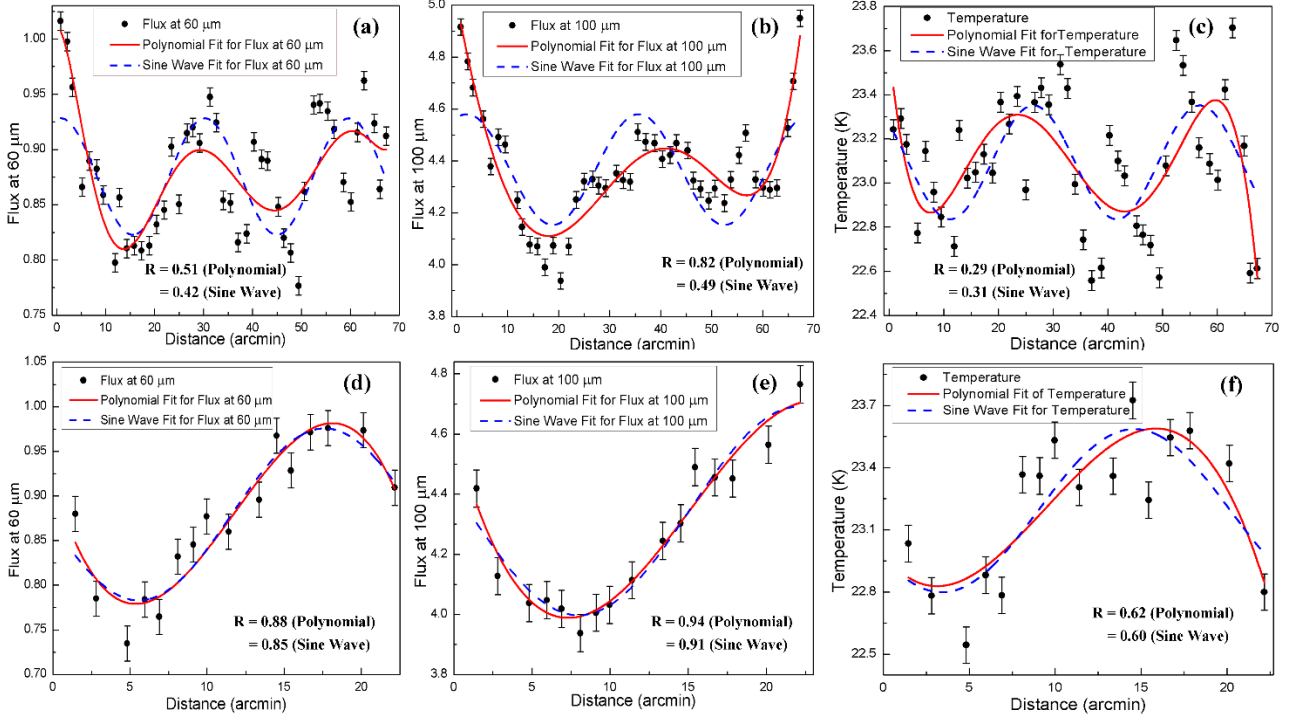 (a)
Flux at 60 μm
Polynomial Fit for Flux at 60 μm
Sine Wave Fit for Flux at 60 μm
R = 0.51 (Polynomial)
= 0.42 (Sine Wave)
Flux at 60 μm
1.00
0.95
0.90
0.85
0.80
0.75
0 10 20 30 40 50 60 70
Distance (arcmin)
(b)
Flux at 100 μm
Polynomial Fit for Flux at 100 μm
Sine Wave Fit for Flux at 100 μm
R = 0.82 (Polynomial)
= 0.49 (Sine Wave)
Flux at 100 μm
5.0
4.8
4.6
4.4
4.2
4.0
3.8
0 10 20 30 40 50 60 70
Distance (arcmin)
(c)
Temperature
Polynomial Fit forTemperature
Sine Wave Fit for Temperature
R = 0.29 (Polynomial)
= 0.31 (Sine Wave)
Temperature (K)
23.8
23.6
23.4
23.2
23.0
22.8
22.6
22.4
0 10 20 30 40 50 60 70
Distance (arcmin)
(d)
Flux at 60 μm
Polynomial Fit for Flux at 60 μm
Sine Wave Fit for Flux at 60 μm
R = 0.88 (Polynomial)
= 0.85 (Sine Wave)
Flux at 60 μm
1.05
1.00
0.95
0.90
0.85
0.80
0.75
0.70
0 5 10 15 20
Distance (arcmin)
(e)
Flux at 100 μm
Polynomial Fit for Flux at 100 μm
Sine Wave Fit for Flux at 100 μm
R = 0.94 (Polynomial)
= 0.91 (Sine Wave)
Flux at 100 μm
4.8
4.6
4.4
4.2
4.0
3.8
0 5 10 15 20
Distance (arcmin)
(f)
Temperature
Polynomial Fit of Temperature
Sine Wave Fit for Temperature
R = 0.62 (Polynomial)
= 0.60 (Sine Wave)
Temperature (K)
23.7
23.4
23.1
22.8
22.5
0 5 10 15 20
Distance (arcmin)